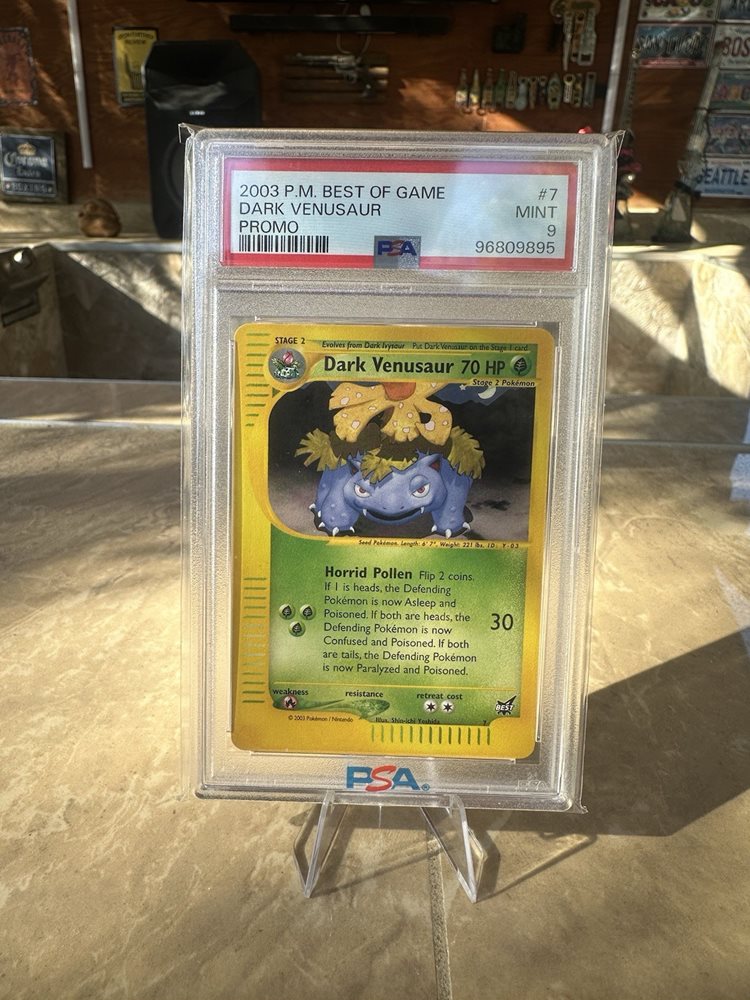 Corona
SEATTLE
2003 P.M. BEST OF GAME #7
DARK VENUSAUR MINT
PROMO 9
PSA 96809895
STAGE 2 Evolves from Dark Ivysaur Put Dark Venusaur on the Stage 1 card
Dark Venusaur 70 HP
Stage 2 Pokémon
Seed Pokémon. Length: 6' 7", Weight: 221 lbs. ID: Y-03
Horrid Pollen Flip 2 coins.
If 1 is heads, the Defending
Pokémon is now Asleep and
Poisoned. If both are heads, the
Defending Pokémon is now 30
Confused and Poisoned. If both
are tails, the Defending Pokémon
is now Paralyzed and Poisoned.
weakness resistance retreat cost
BEST
© 2003 Pokémon / Nintendo Illus. Shin-ichi Yoshida 7
PSA